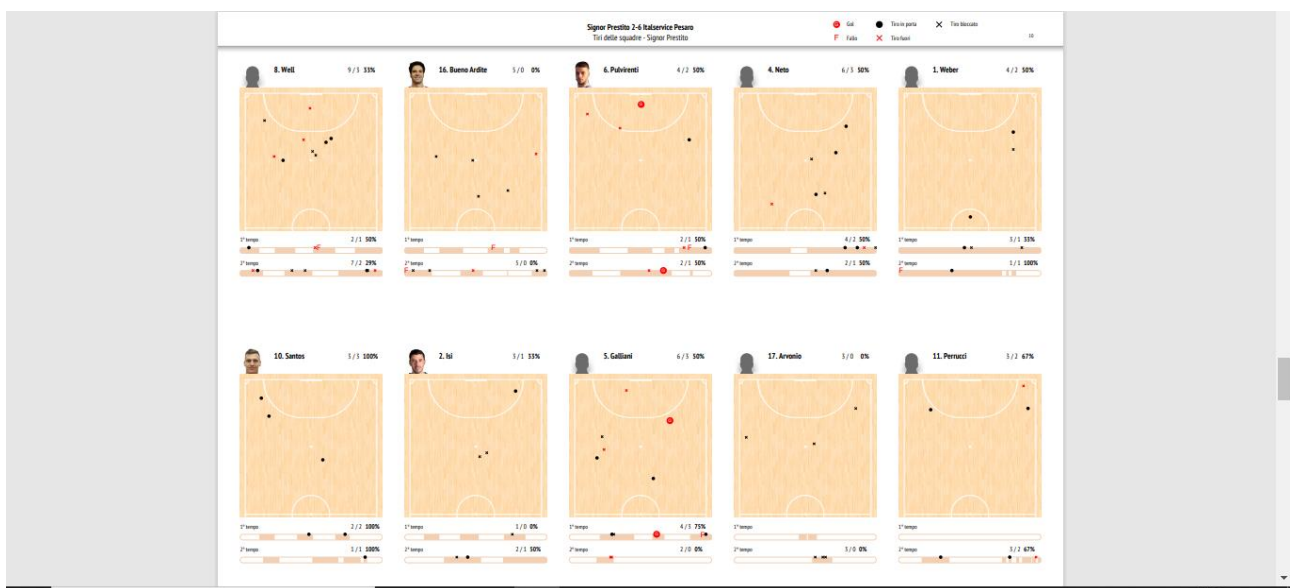 Signor Prestito 2-6 Italservice Pesaro
Tiri delle squadre - Signor Prestito
Gol Tiro in porta Tiro bloccato
F Fallo Tiro fuori
10
8. Well 9/3 33%
1° tempo 2/1 50%
2° tempo 7/2 29%
16. Bueno Ardite 5/0 0%
1° tempo
2° tempo 5/0 0%
6. Pulvirenti 4/2 50%
1° tempo 2/1 50%
2° tempo 2/1 50%
4. Neto 6/3 50%
1° tempo 4/2 50%
2° tempo 2/1 50%
1. Weber 4/2 50%
1° tempo 3/1 33%
2° tempo 1/1 100%
10. Santos 3/3 100%
1° tempo 2/2 100%
2° tempo 1/1 100%
2. Isi 3/1 33%
1° tempo 1/0 0%
2° tempo 2/1 50%
5. Galliani 6/3 50%
1° tempo 4/3 75%
2° tempo 2/0 0%
17. Arvonio 3/0 0%
1° tempo
2° tempo 3/0 0%
11. Perrucci 3/2 67%
1° tempo
2° tempo 3/2 67%